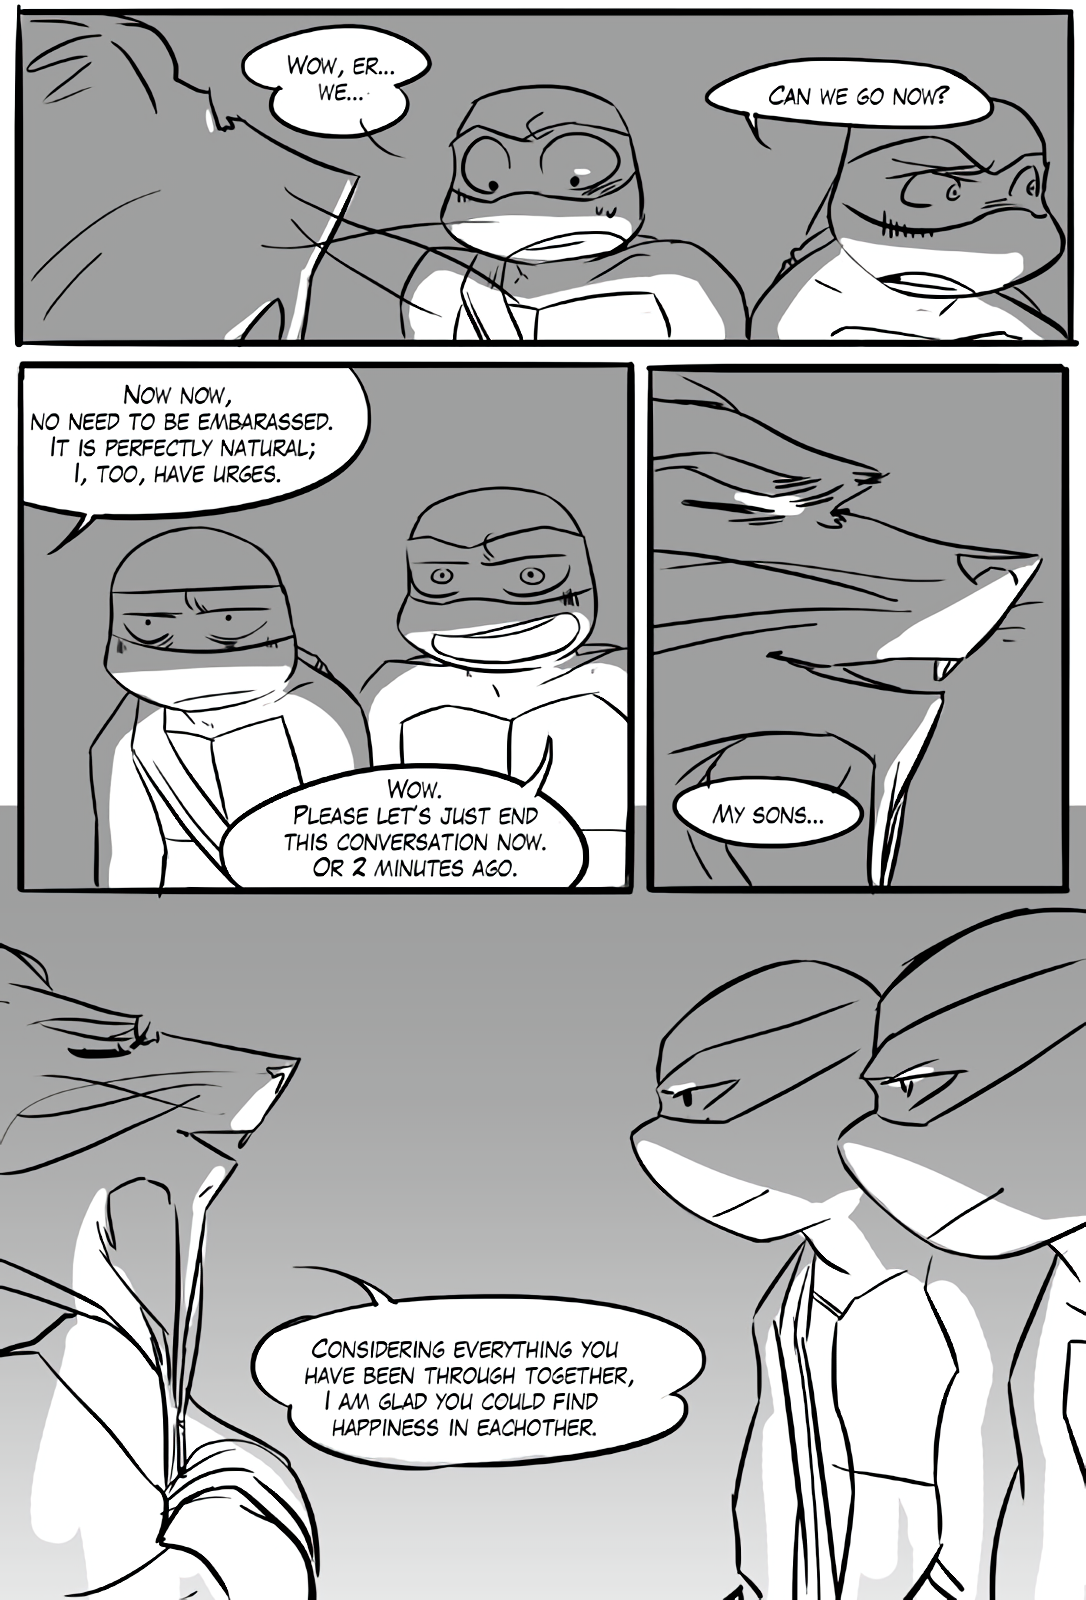 WOW, ER...
WE...
CAN WE GO NOW?
NOW NOW,
NO NEED TO BE EMBARASSED.
IT IS PERFECTLY NATURAL;
I, TOO, HAVE URGES.
WOW.
PLEASE LET'S JUST END
THIS CONVERSATION NOW.
OR 2 MINUTES AGO.
MY SONS...
CONSIDERING EVERYTHING YOU
HAVE BEEN THROUGH TOGETHER,
I AM GLAD YOU COULD FIND
HAPPINESS IN EACHOTHER.